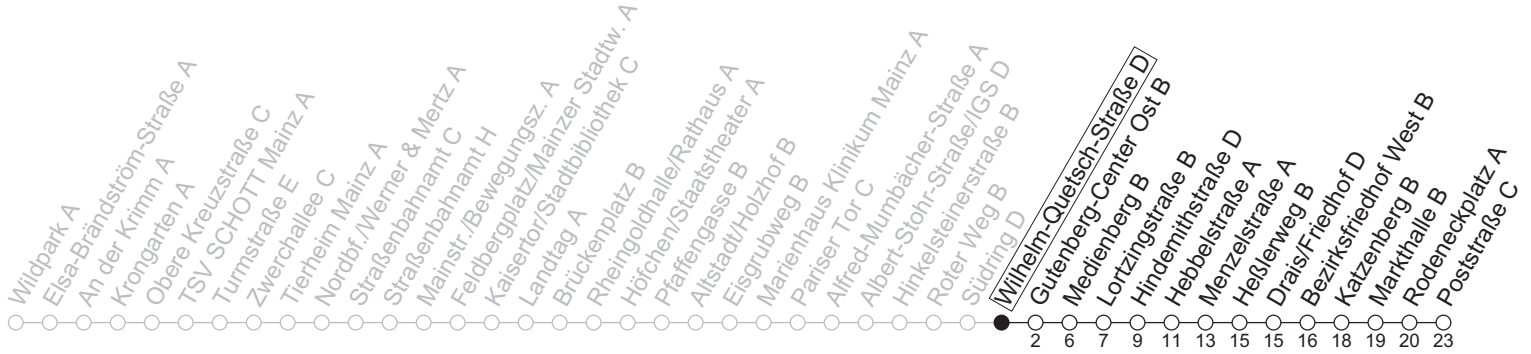 Wildpark A
Elsa-Brändström-Straße A
An der Krimm A
Krongarten A
Obere Kreuzstraße C
TSV SCHOTT Mainz A
Turmstraße E
Zwerchallee C
Tierheim Mainz A
Nordbf./Werner & Mertz A
Straßenbahnamt C
Straßenbahnamt H
Mainstr./Bewegungsz. A
Feldbergplatz/Mainzer Stadtw. A
Kaisertor/Stadtbibliothek C
Landtag A
Brückenplatz B
Rheingoldhalle/Rathaus A
Höfchen/Staatstheater A
Pfaffengasse B
Altstadt/Holzhof B
Eisgrubweg B
Marienhaus Klinikum Mainz A
Pariser Tor C
Alfred-Mumbächer-Straße A
Albert-Stohr-Straße/IGS D
Hinkelsteinerstraße B
Roter Weg B
Südring D
Wilhelm-Quetsch-Straße D
Gutenberg-Center Ost B
Medienberg B
Lortzingstraße B
Hindemithstraße D
Hebbelstraße A
Menzelstraße A
Heßlerweg B
Drais/Friedhof D
Bezirksfriedhof West B
Katzenberg B
Markthalle B
Rodeneckplatz A
Poststraße C
2 6 7 9 11 13 15 15 16 18 19 20 23